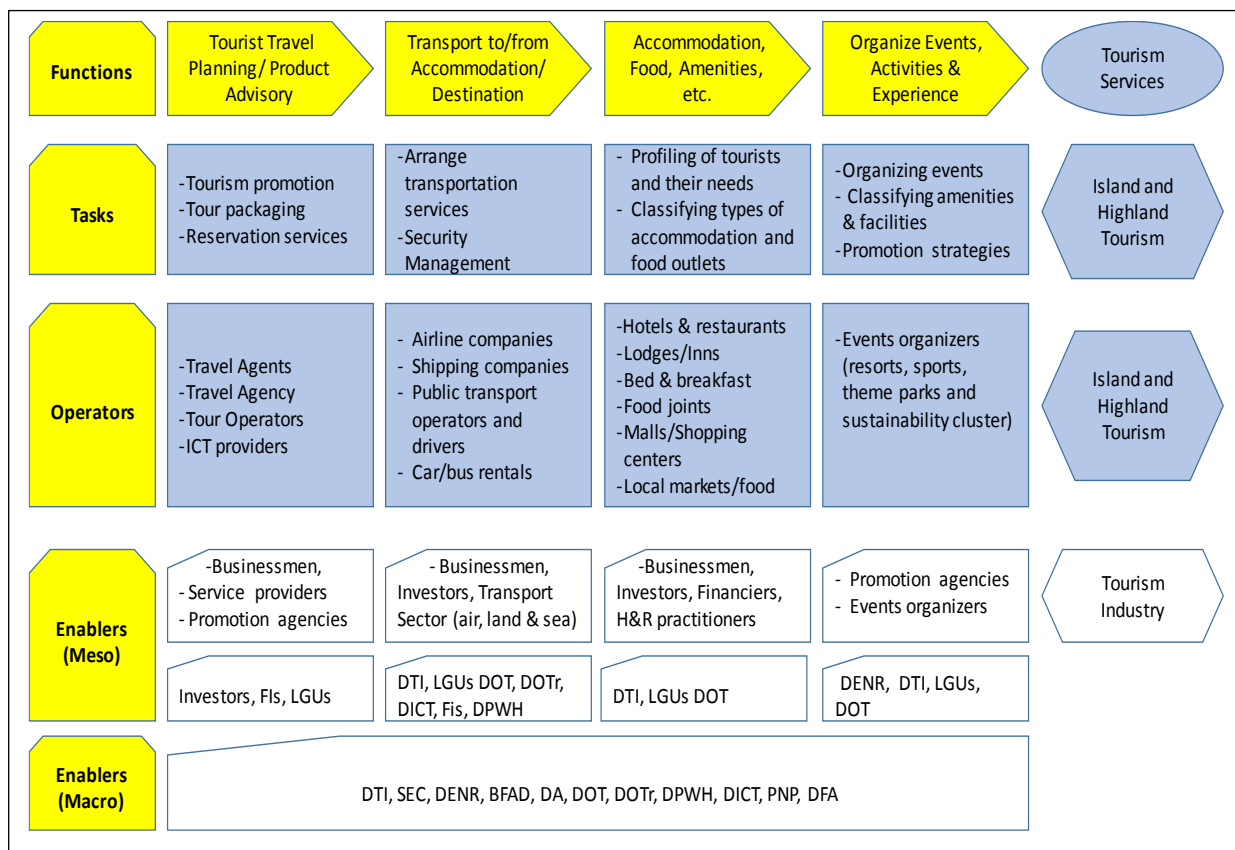 Functions
Tourist Travel
Planning/ Product
Advisory
Transport to/from
Accommodation/
Destination
Accommodation,
Food, Amenities,
etc.
Organize Events,
Activities &
Experience
Tourism
Services
Tasks
-Tourism promotion
-Tour packaging
-Reservation services
-Arrange
transportation
services
-Security
Management
- Profiling of tourists
and their needs
- Classifying types of
accommodation and
food outlets
-Organizing events
- Classifying amenities
& facilities
-Promotion strategies
Island and
Highland
Tourism
Operators
-Travel Agents
-Travel Agency
-Tour Operators
-ICT providers
- Airline companies
- Shipping companies
- Public transport
operators and
drivers
- Car/bus rentals
-Hotels & restaurants
-Lodges/Inns
-Bed & breakfast
-Food joints
-Malls/Shopping
centers
-Local markets/food
-Events organizers
(resorts, sports,
theme parks and
sustainability cluster)
Island and
Highland
Tourism
Enablers
(Meso)
-Businessmen,
- Service providers
- Promotion agencies
- Businessmen,
Investors, Transport
Sector (air, land & sea)
-Businessmen,
Investors, Financiers,
H&R practitioners
- Promotion agencies
- Events organizers
Tourism
Industry
Investors, FIs, LGUs
DTI, LGUs DOT, DOTr,
DICT, Fis, DPWH
DTI, LGUs DOT
DENR, DTI, LGUs,
DOT
Enablers
(Macro)
DTI, SEC, DENR, BFAD, DA, DOT, DOTr, DPWH, DICT, PNP, DFA